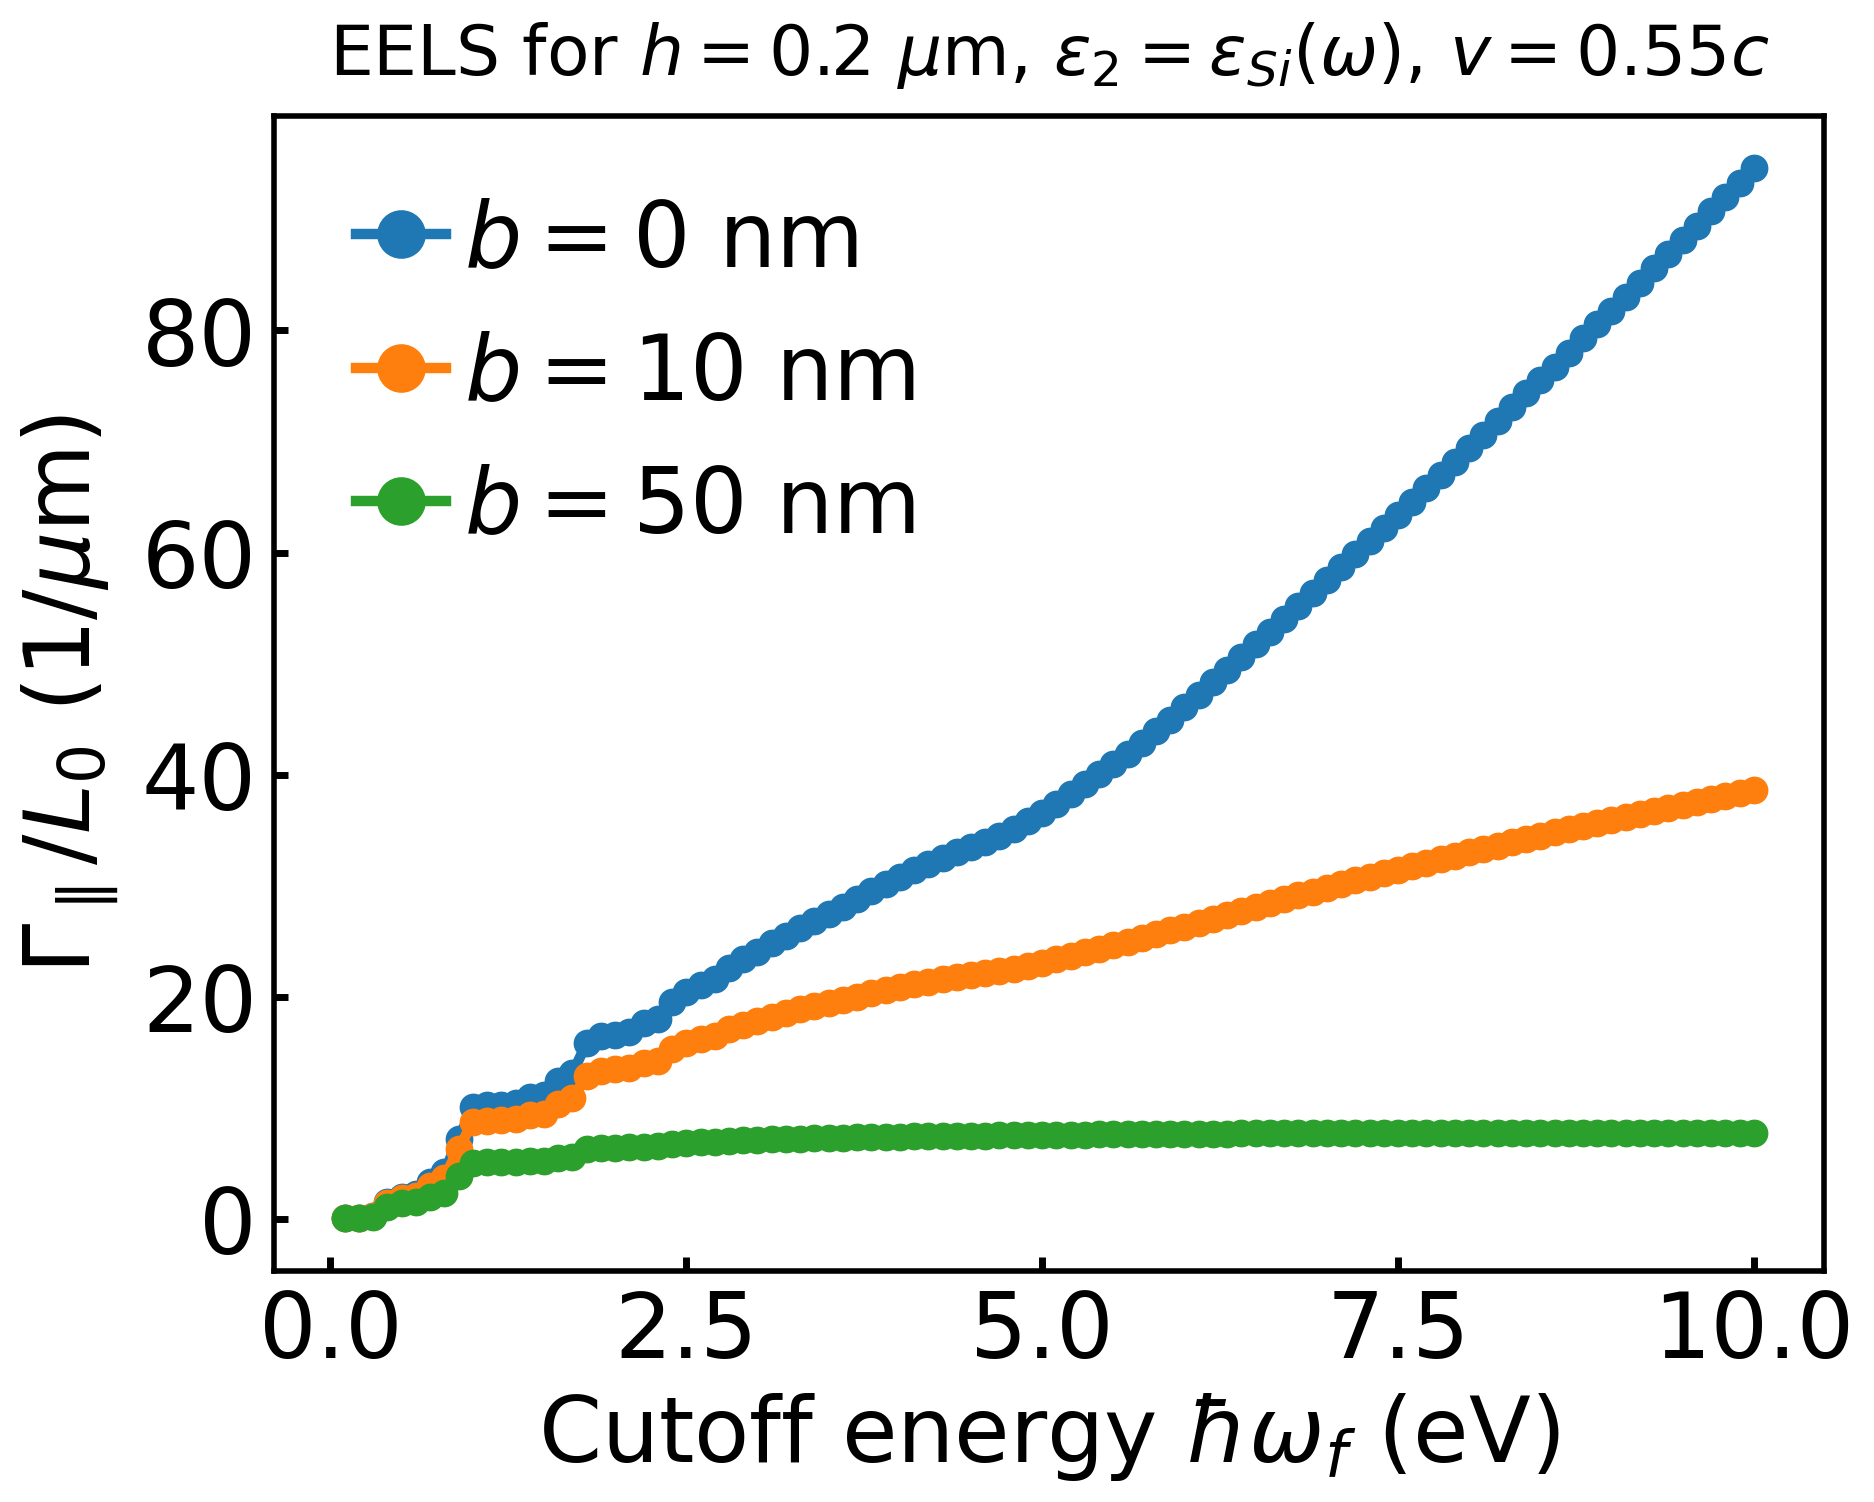 EELS for h = 0.2 μm, ε₂ = ε_Si(ω), v = 0.55c
b = 0 nm
b = 10 nm
b = 50 nm
Γ_∥/L₀ (1/μm)
80
60
40
20
0
0.0 2.5 5.0 7.5 10.0
Cutoff energy ℏω_f (eV)